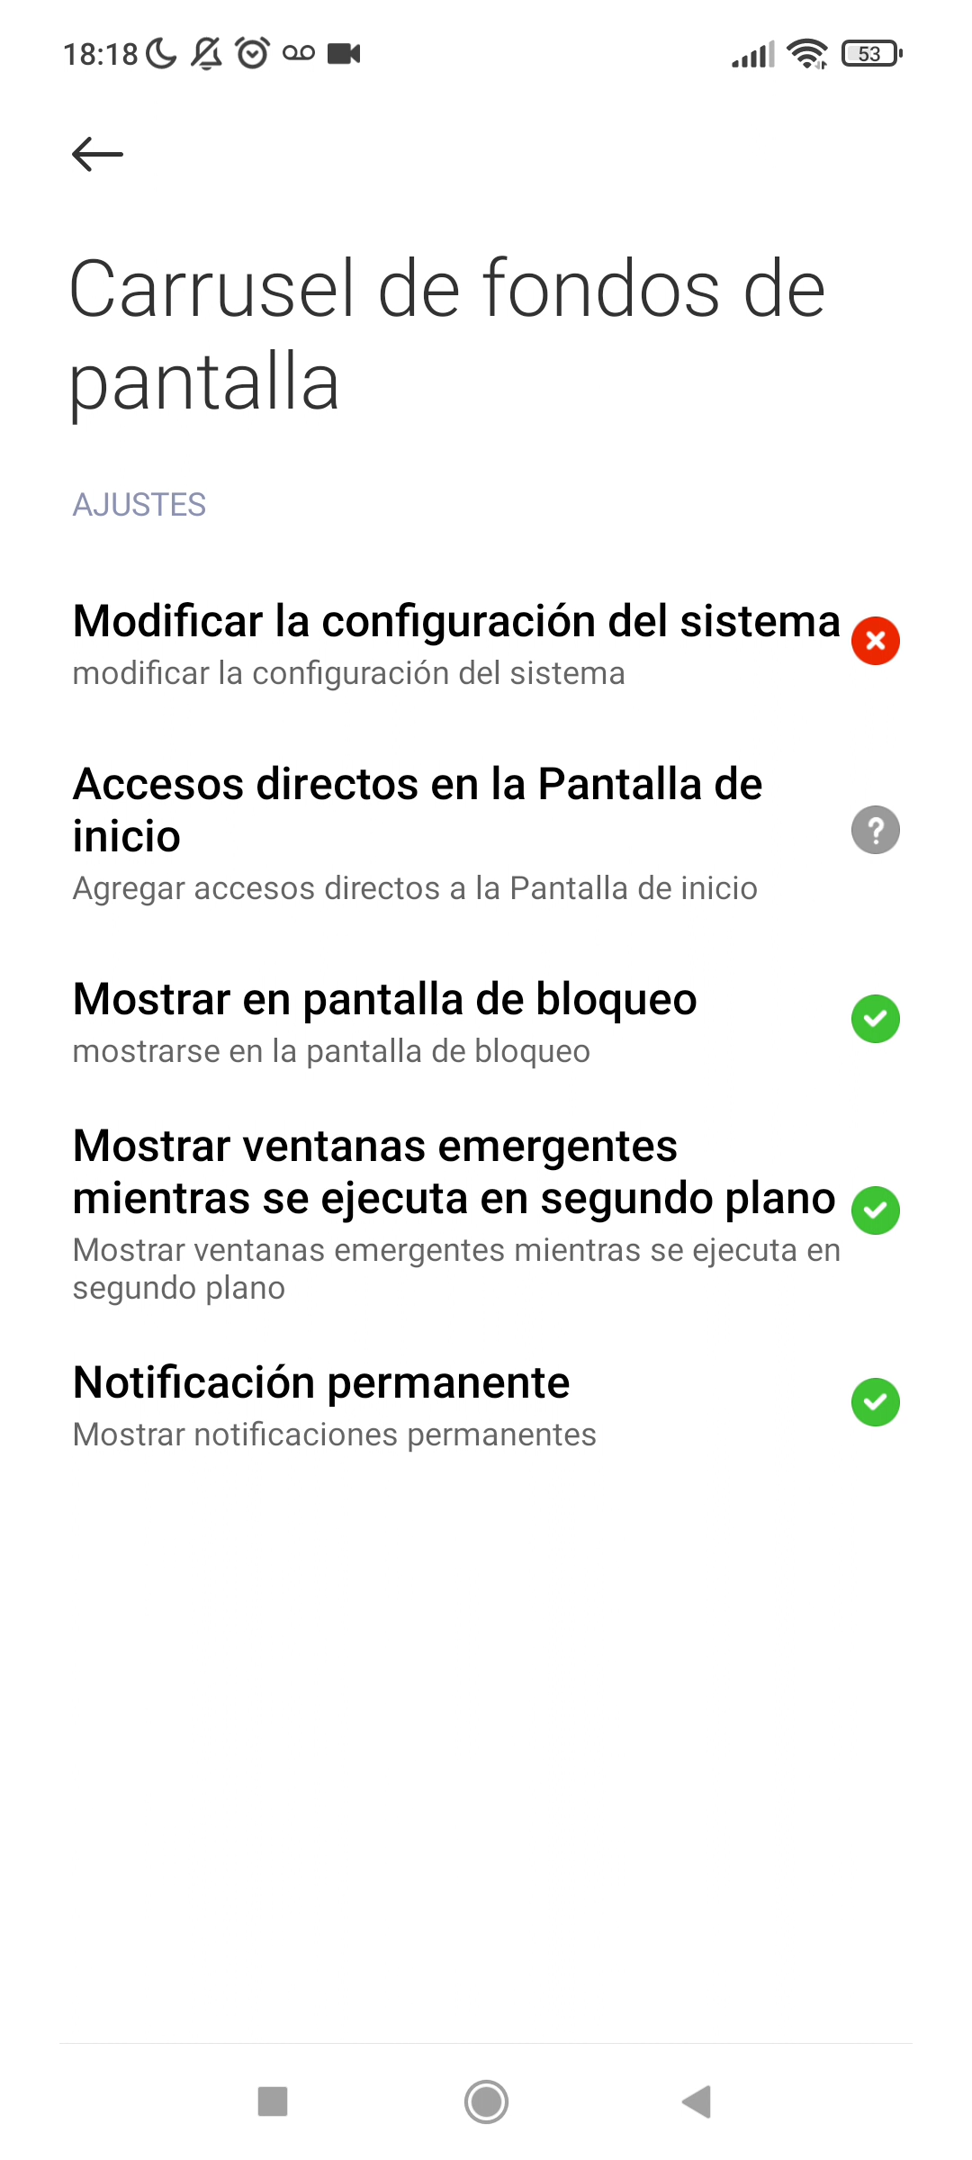 18:18
53
Carrusel de fondos de
pantalla
AJUSTES
Modificar la configuración del sistema
modificar la configuración del sistema
Accesos directos en la Pantalla de
inicio
Agregar accesos directos a la Pantalla de inicio
Mostrar en pantalla de bloqueo
mostrarse en la pantalla de bloqueo
Mostrar ventanas emergentes
mientras se ejecuta en segundo plano
Mostrar ventanas emergentes mientras se ejecuta en
segundo plano
Notificación permanente
Mostrar notificaciones permanentes